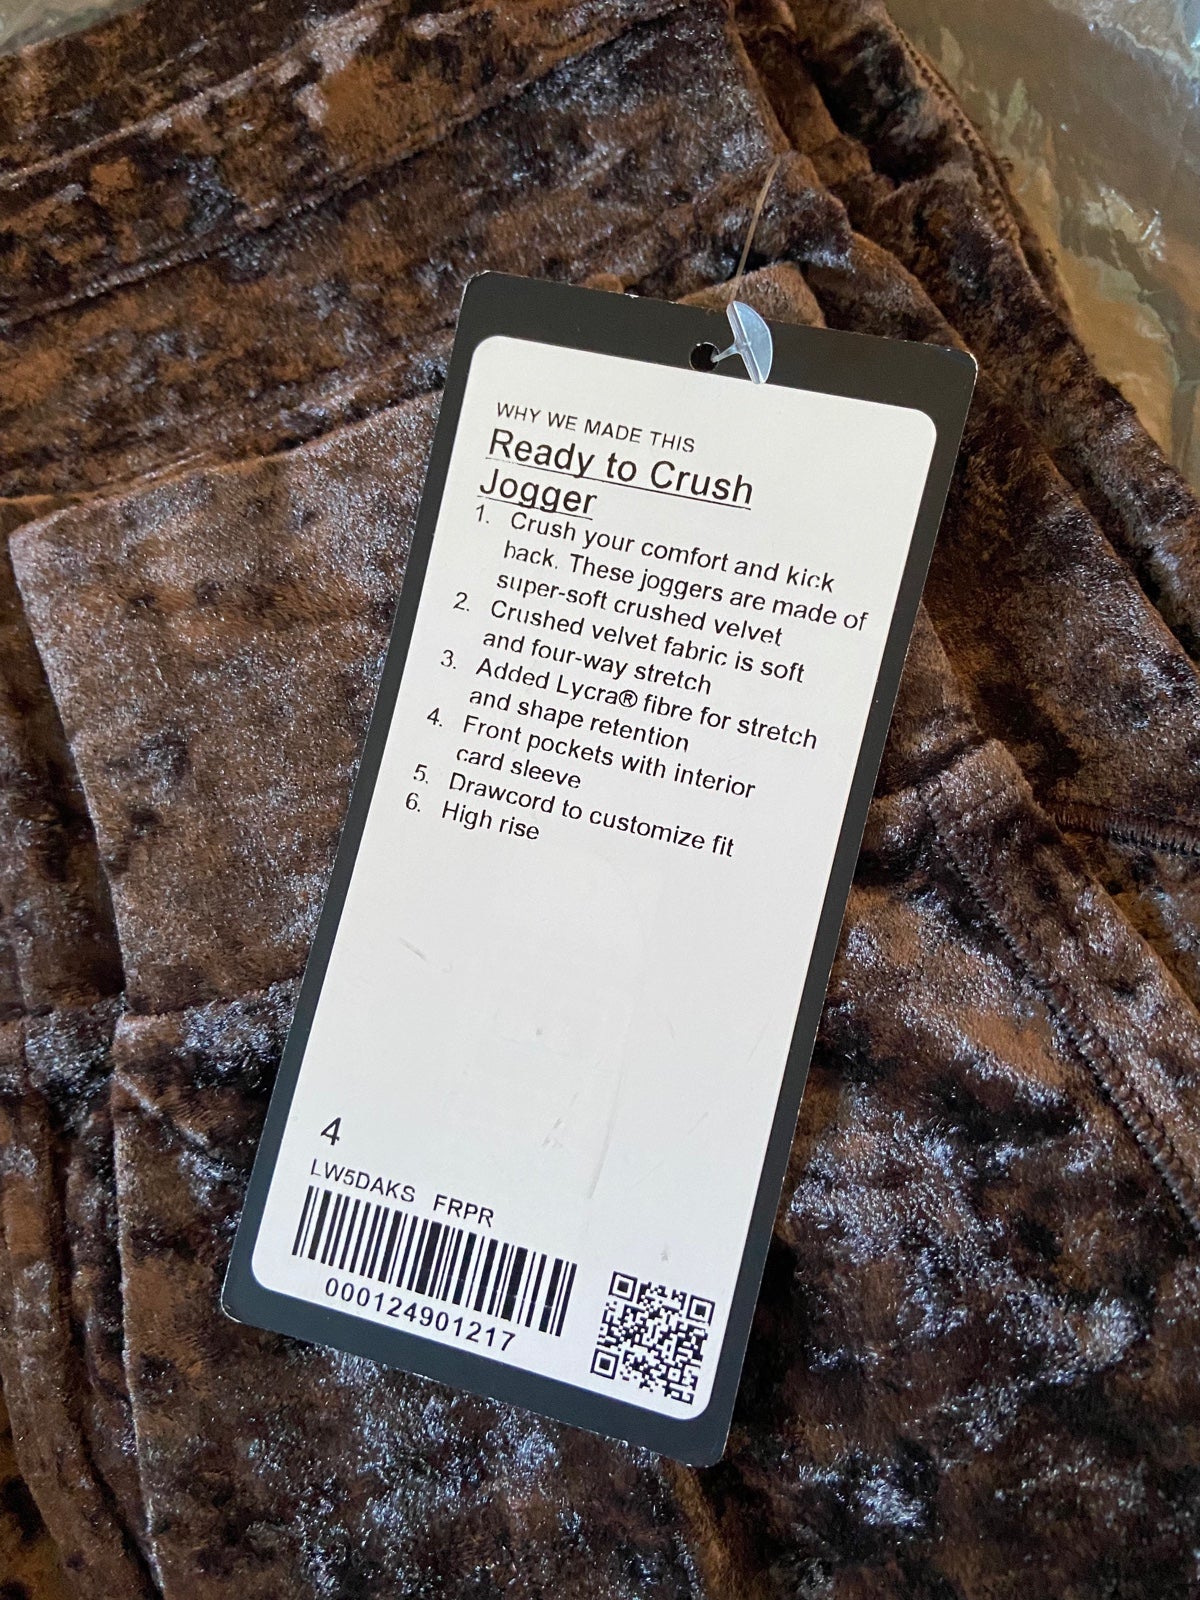 WHY WE MADE THIS
Ready to Crush
Jogger
1. Crush your comfort and kick
back. These joggers are made of
super-soft crushed velvet
2. Crushed velvet fabric is soft
and four-way stretch
3. Added Lycra® fibre for stretch
and shape retention
4. Front pockets with interior
card sleeve
5. Drawcord to customize fit
6. High rise
4
LW5DAKS FRPR
000124901217